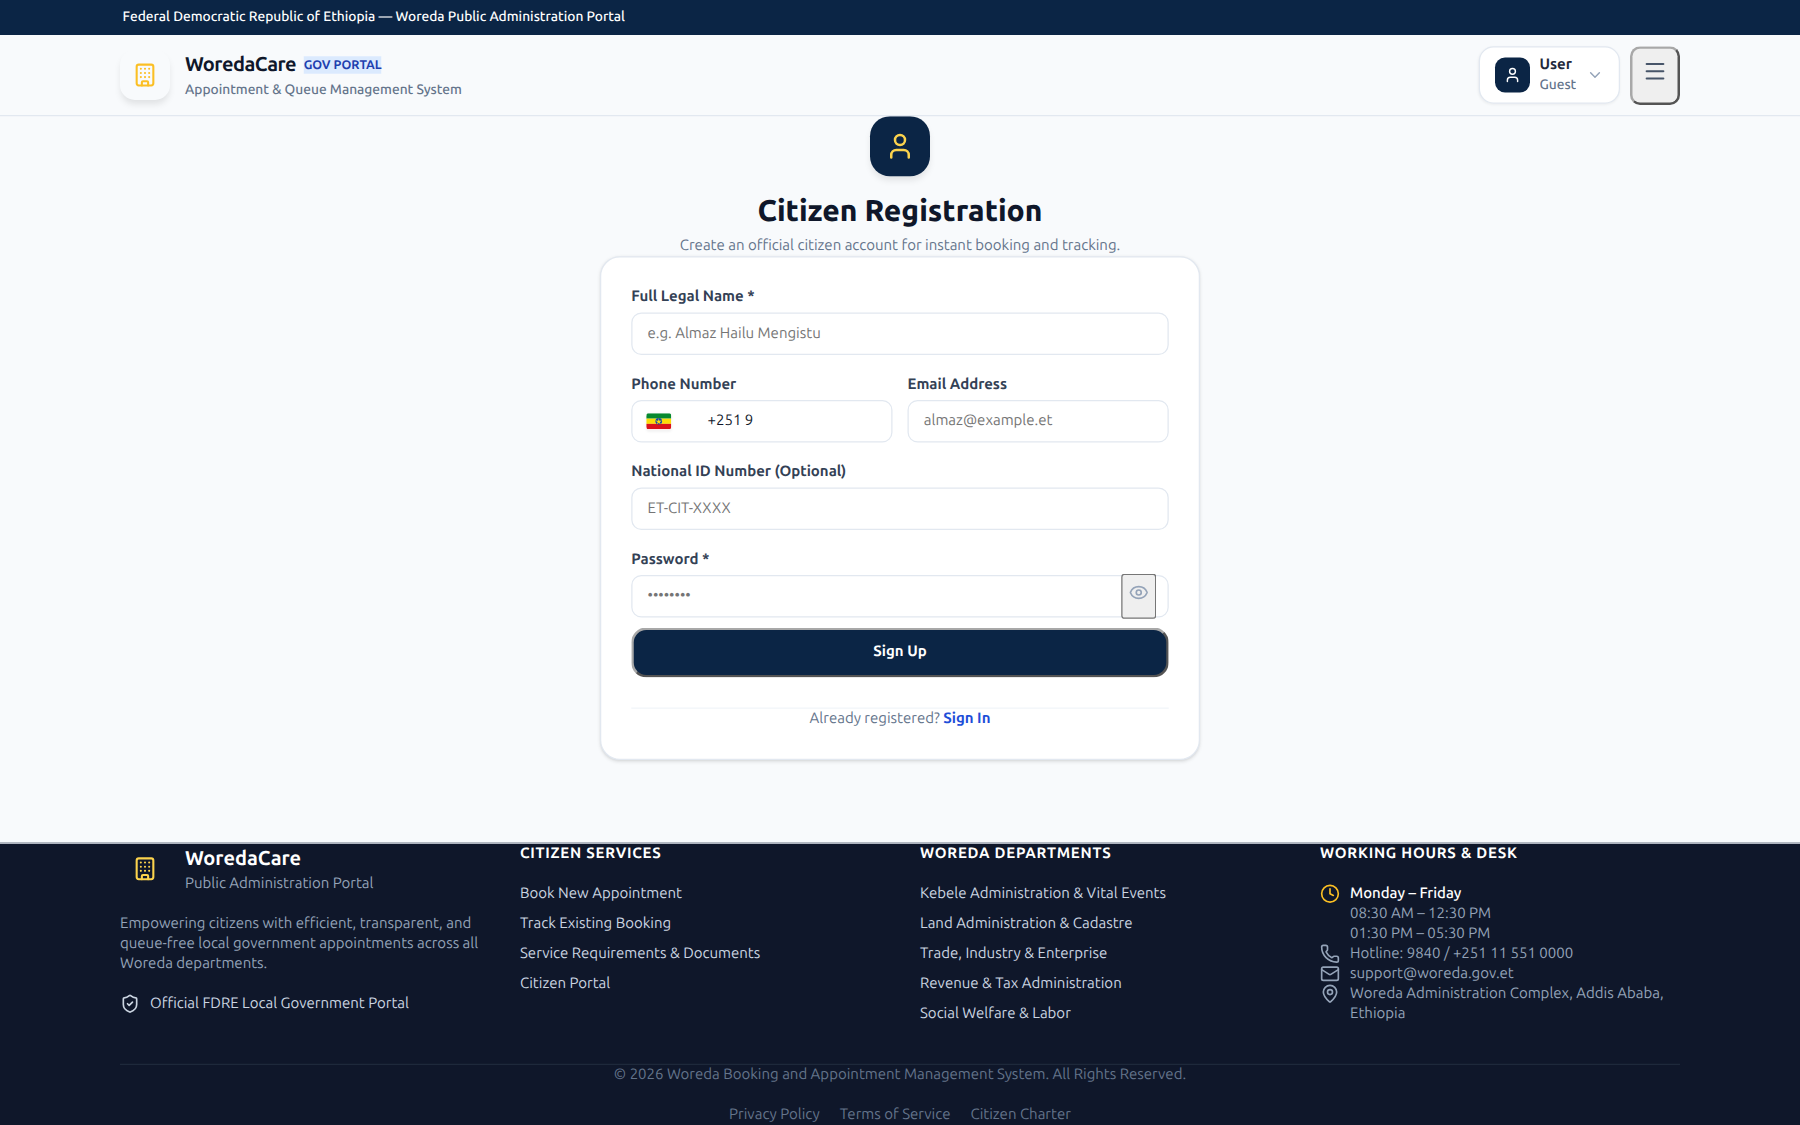 Federal Democratic Republic of Ethiopia — Woreda Public Administration Portal
WoredaCare GOV PORTAL
Appointment & Queue Management System
User
Guest
Citizen Registration
Create an official citizen account for instant booking and tracking.
Full Legal Name *
e.g. Almaz Hailu Mengistu
Phone Number
+251 9
Email Address
almaz@example.et
National ID Number (Optional)
ET-CIT-XXXX
Password *
••••••••
Sign Up
Already registered? Sign In
WoredaCare
Public Administration Portal
Empowering citizens with efficient, transparent, and
queue-free local government appointments across all
Woreda departments.
Official FDRE Local Government Portal
CITIZEN SERVICES
Book New Appointment
Track Existing Booking
Service Requirements & Documents
Citizen Portal
WOREDA DEPARTMENTS
Kebele Administration & Vital Events
Land Administration & Cadastre
Trade, Industry & Enterprise
Revenue & Tax Administration
Social Welfare & Labor
WORKING HOURS & DESK
Monday – Friday
08:30 AM – 12:30 PM
01:30 PM – 05:30 PM
Hotline: 9840 / +251 11 551 0000
support@woreda.gov.et
Woreda Administration Complex, Addis Ababa,
Ethiopia
© 2026 Woreda Booking and Appointment Management System. All Rights Reserved.
Privacy Policy Terms of Service Citizen Charter